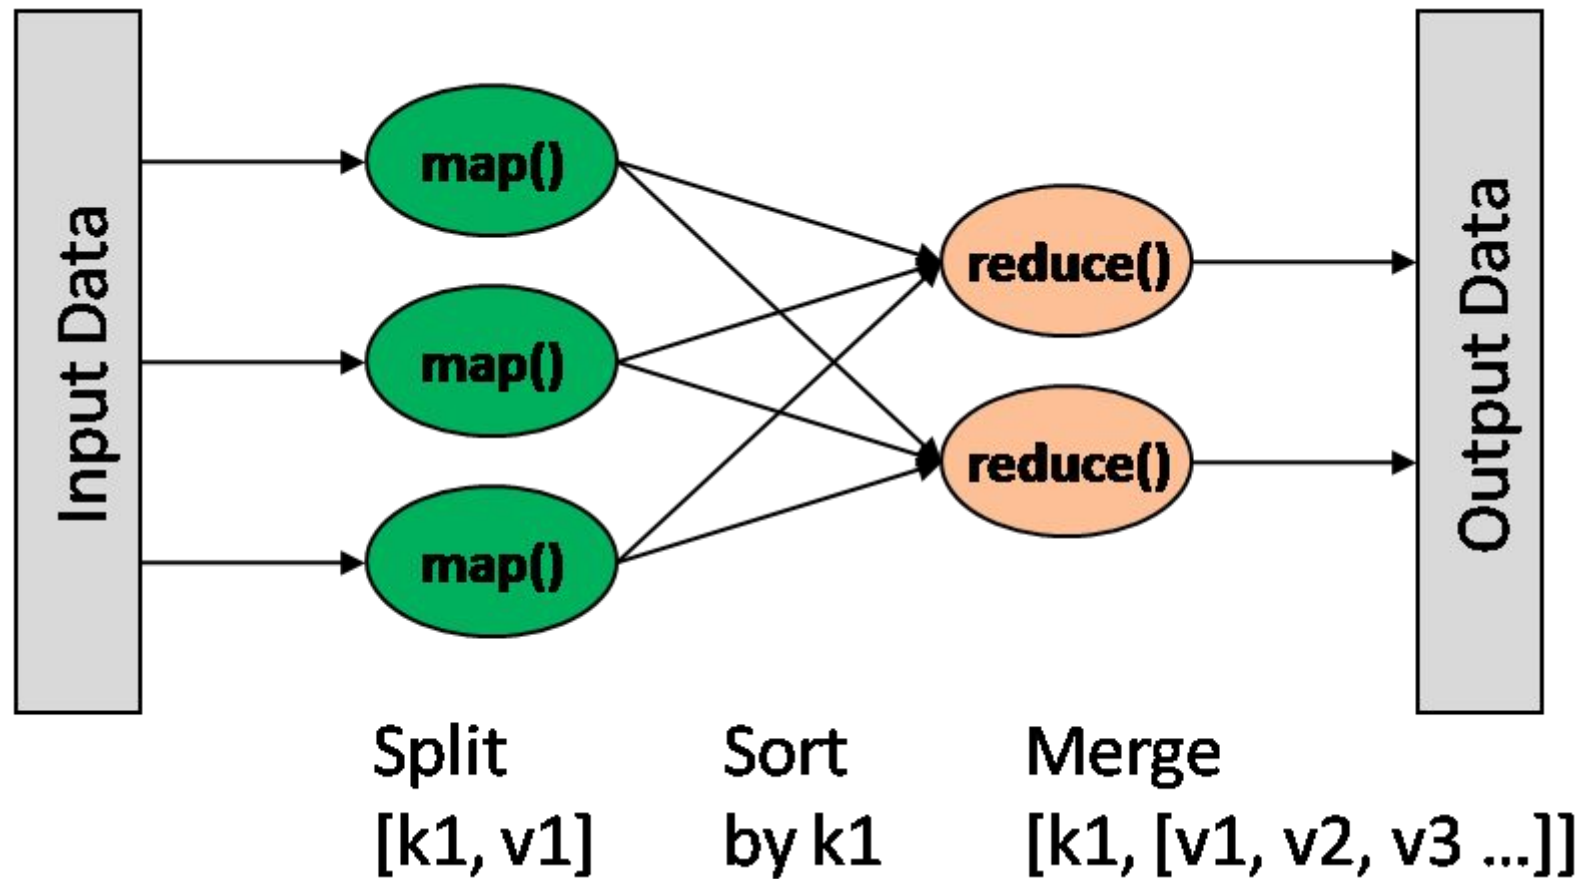 Input Data
map()
map()
map()
reduce()
reduce()
Output Data
Split
[k1, v1]
Sort
by k1
Merge
[k1, [v1, v2, v3 ...]]